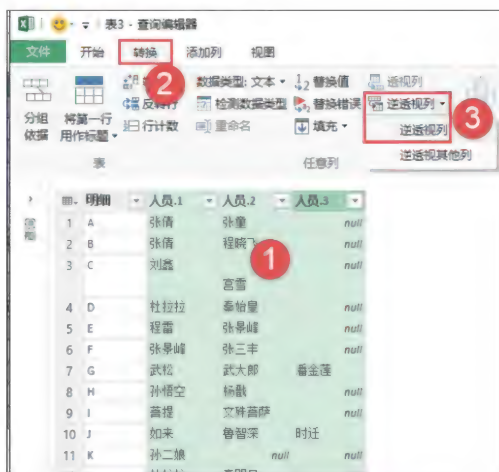 表3 - 查询编辑器
文件 开始 转换 添加列 视图
数据类型: 文本 1 2 替换值 透视列
分组依据 将第一行用作标题 反转行 检测数据类型 替换错误 逆透视列
行计数 重命名 填充 逆透视列
表 任意列 逆透视其他列
2
3
明细 人员.1 人员.2 人员.3
1 A 张倩 张童 null
2 B 张倩 程晓飞 null
3 C 刘鑫 宫雪 null
1
4 D 杜拉拉 秦怡皇 null
5 E 程雷 张景峰 null
6 F 张景峰 张三丰 null
7 G 武松 武大郎 番金莲
8 H 孙悟空 杨戬 null
9 I 菩提 文殊菩萨 null
10 J 如来 鲁智深 时迁
11 K 孙二娘 null null